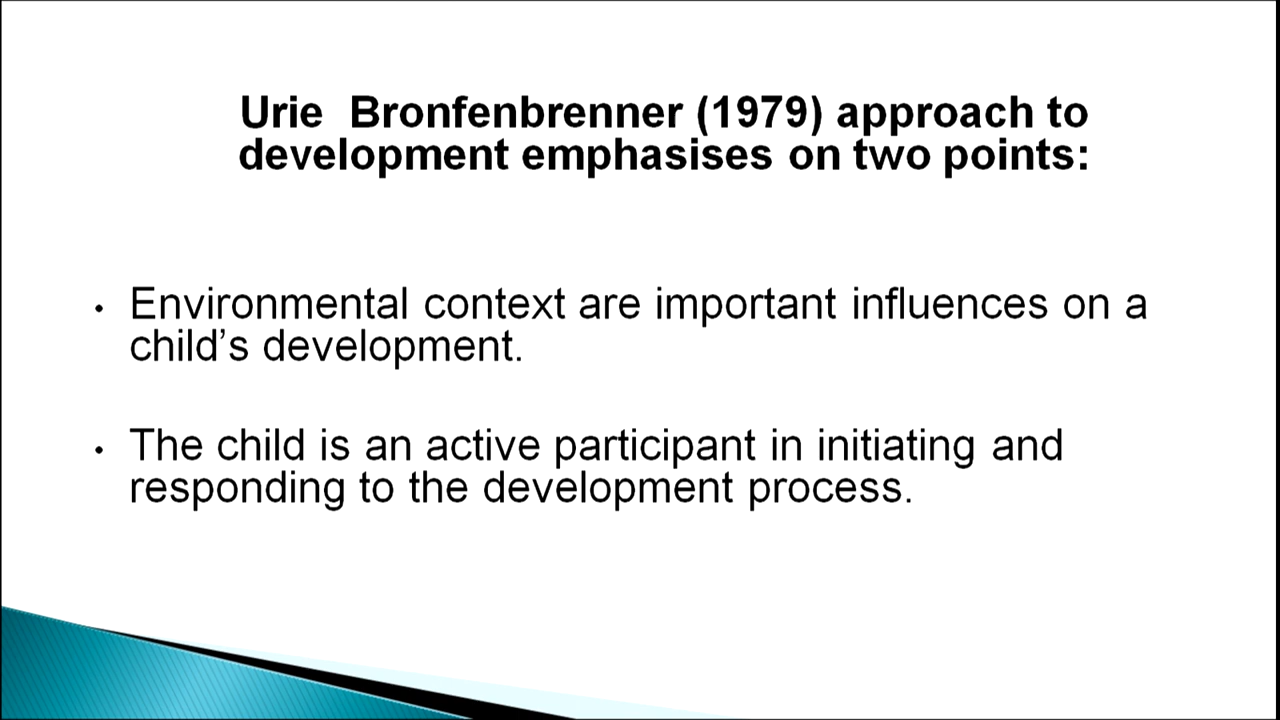 Urie  Bronfenbrenner (1979) approach to
development emphasises on two points:
• Environmental context are important influences on a
child’s development.
• The child is an active participant in initiating and
responding to the development process.